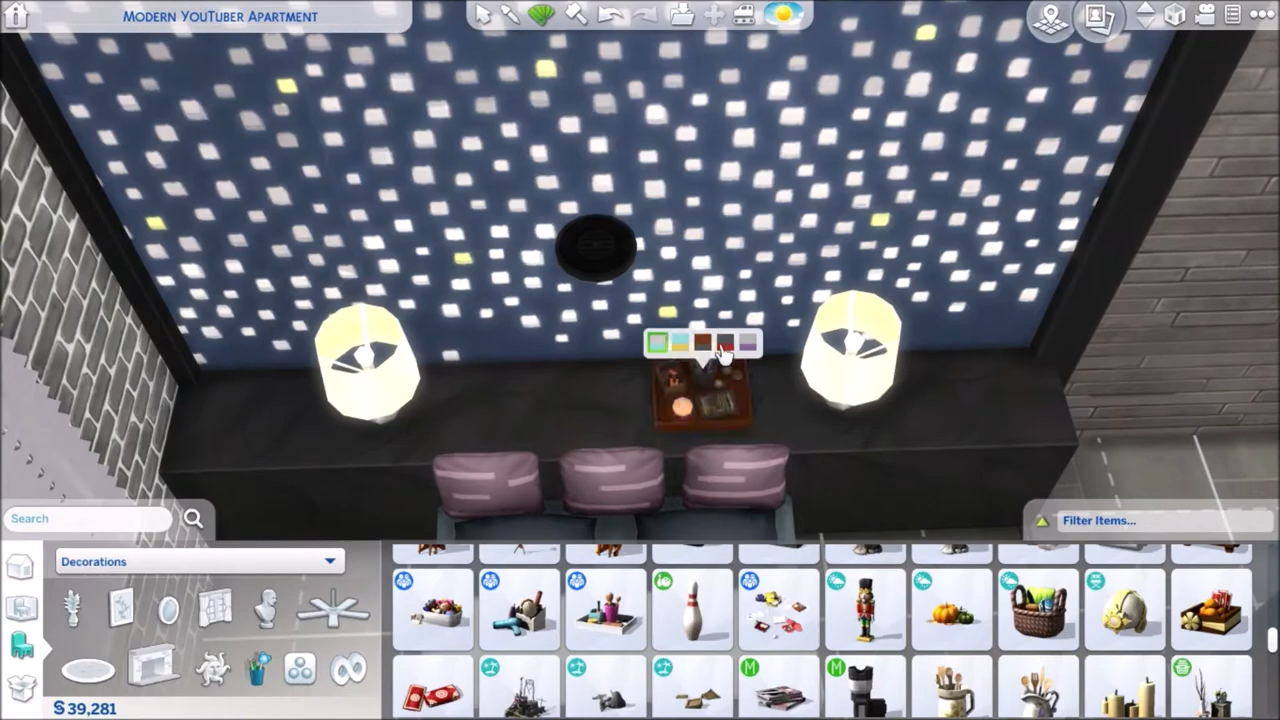 MODERN YOUTUBER APARTMENT
Search
Filter Items...
Decorations
§39,281